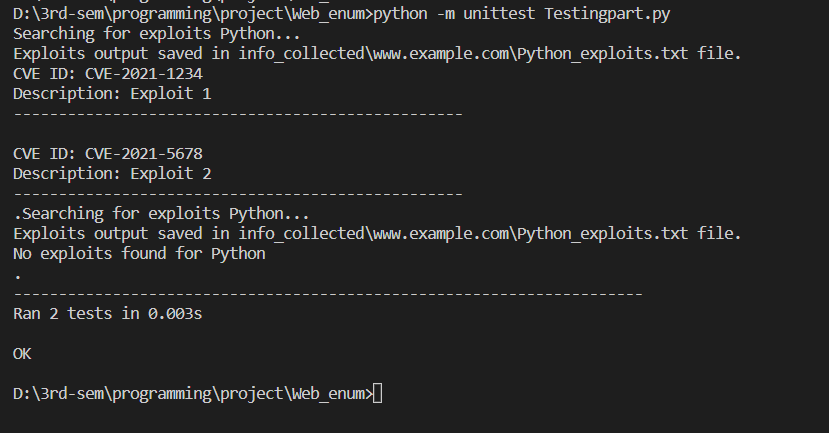 D:\3rd-sem\programming\project\Web_enum>python -m unittest Testingpart.py
Searching for exploits Python...
Exploits output saved in info_collected\www.example.com\Python_exploits.txt file.
CVE ID: CVE-2021-1234
Description: Exploit 1
--------------------------------------------------
CVE ID: CVE-2021-5678
Description: Exploit 2
--------------------------------------------------
.Searching for exploits Python...
Exploits output saved in info_collected\www.example.com\Python_exploits.txt file.
No exploits found for Python
.
----------------------------------------------------------------------
Ran 2 tests in 0.003s
OK
D:\3rd-sem\programming\project\Web_enum>